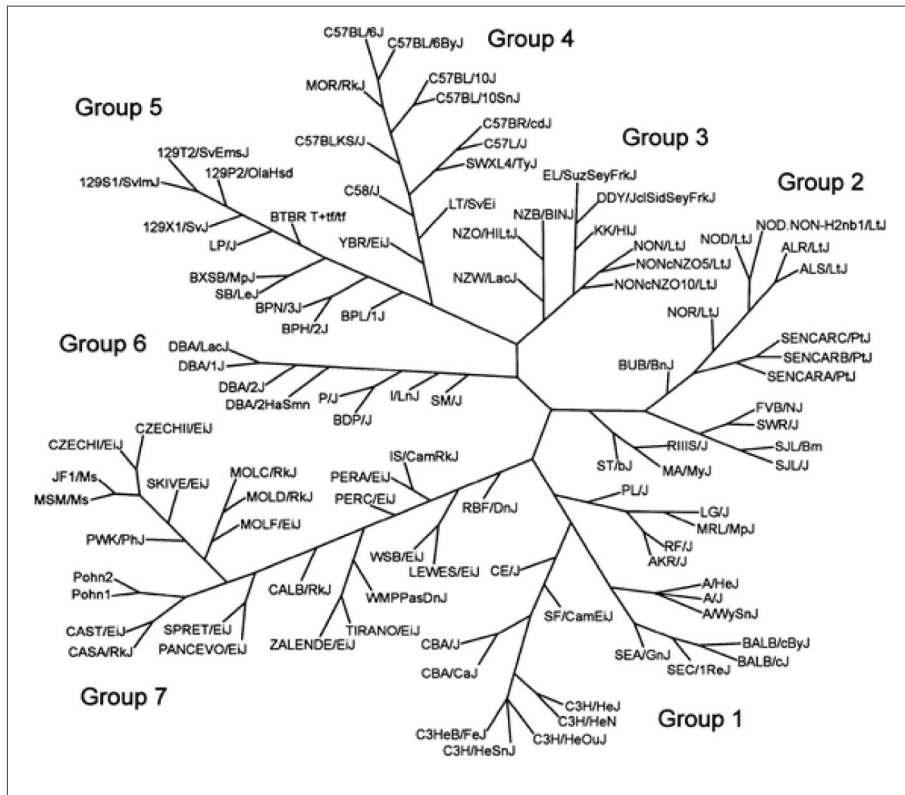 Group 4
C57BL/6J
C57BL/6ByJ
MOR/RkJ
C57BL/10J
C57BL/10SnJ
C57BR/cdJ
C57L/J
SWXL4/TyJ
C57BLKS/J
C58/J
LT/SvEi
YBR/EiJ
Group 5
129T2/SvEmsJ
129P2/OlaHsd
129S1/SvImJ
129X1/SvJ
BTBR T+tf/tf
LP/J
BXSB/MpJ
SB/LeJ
BPN/3J
BPH/2J
BPL/1J
Group 3
EL/SuzSeyFrkJ
DDY/JclSidSeyFrkJ
NZB/BINJ
NZO/HILtJ
KK/HIJ
NON/LtJ
NONcNZO5/LtJ
NONcNZO10/LtJ
NZW/LacJ
Group 2
NOD.NON-H2nb1/LtJ
NOD/LtJ
ALR/LtJ
ALS/LtJ
NOR/LtJ
SENCARC/PtJ
SENCARB/PtJ
SENCARA/PtJ
BUB/BnJ
FVB/NJ
SWR/J
SJL/Bm
SJL/J
RIIIS/J
ST/bJ
MA/MyJ
Group 6
DBA/LacJ
DBA/1J
DBA/2J
DBA/2HaSmn
P/J
BDP/J
I/LnJ
SM/J
CZECHII/EiJ
CZECHI/EiJ
JF1/Ms
MSM/Ms
SKIVE/EiJ
MOLC/RkJ
MOLD/RkJ
MOLF/EiJ
PWK/PhJ
IS/CamRkJ
PERA/EiJ
PERC/EiJ
RBF/DnJ
WSB/EiJ
LEWES/EiJ
CALB/RkJ
WMPPasDnJ
Pohn2
Pohn1
CAST/EiJ
CASA/RkJ
SPRET/EiJ
PANCEVO/EiJ
TIRANO/EiJ
ZALENDE/EiJ
Group 7
PL/J
LG/J
MRL/MpJ
RF/J
AKR/J
CE/J
SF/CamEiJ
A/HeJ
A/J
A/WySnJ
CBA/J
CBA/CaJ
SEA/GnJ
BALB/cByJ
BALB/cJ
SEC/1ReJ
C3H/HeJ
C3H/HeN
C3HeB/FeJ
C3H/HeOuJ
C3H/HeSnJ
Group 1